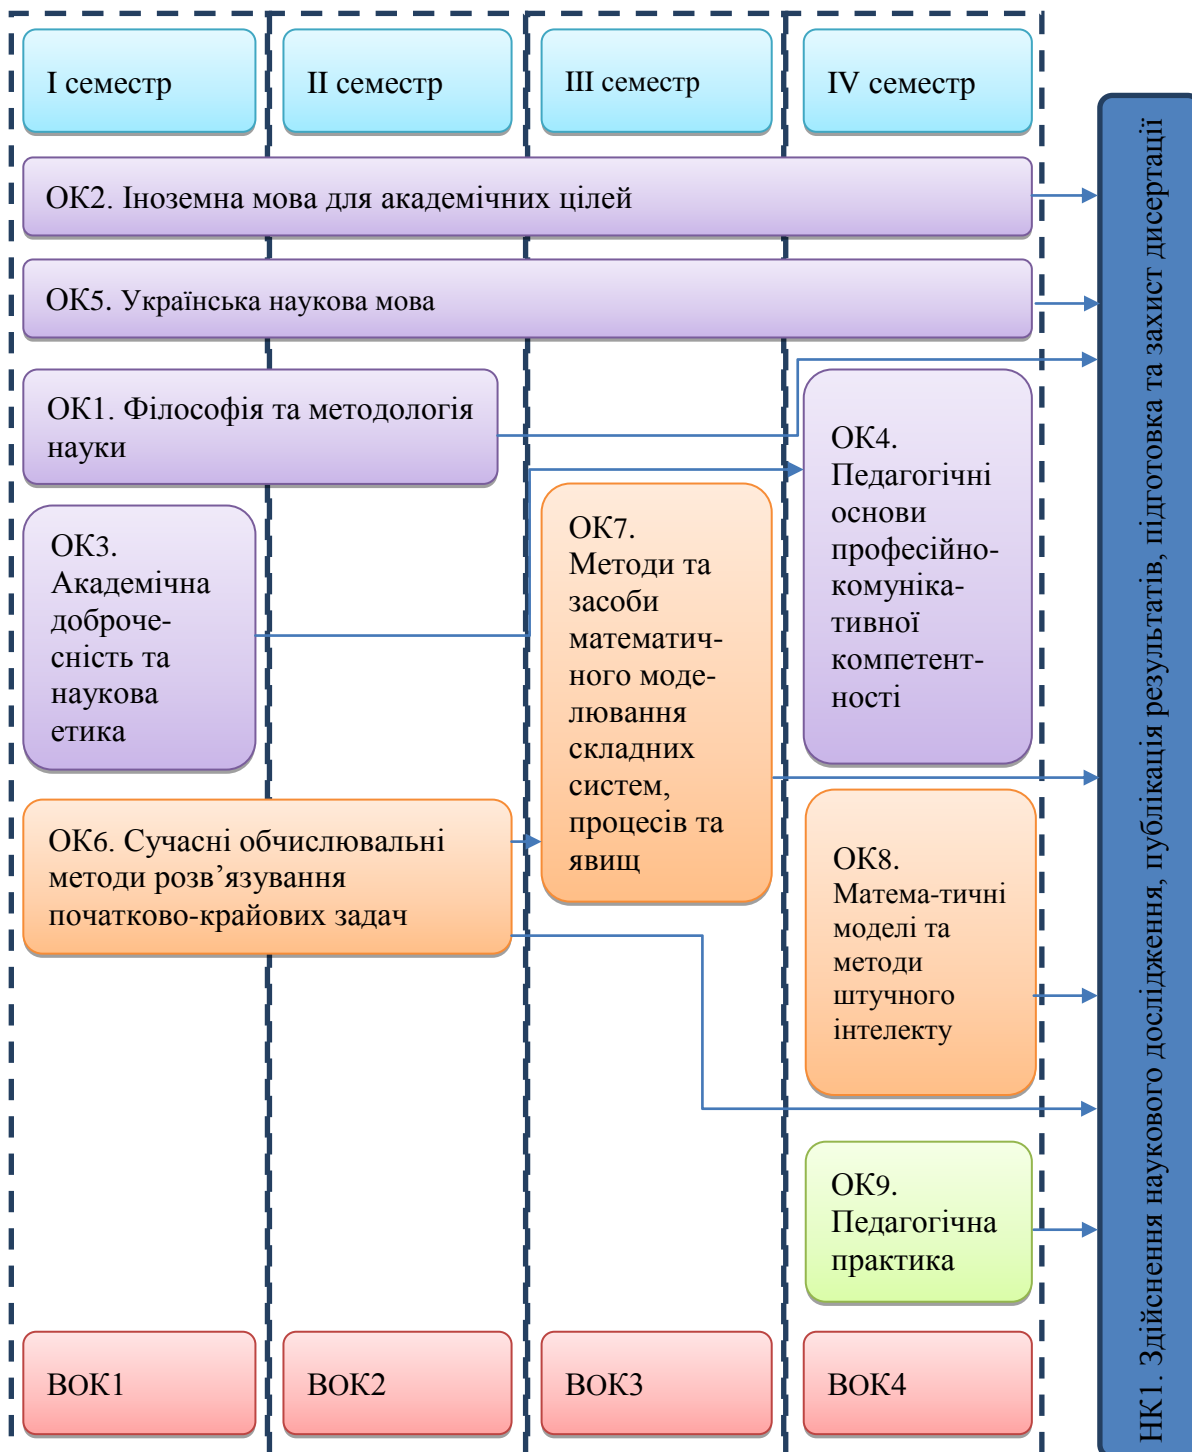 І семестр
ІІ семестр
ІІІ семестр
IV семестр
ОК2. Іноземна мова для академічних цілей
ОК5. Українська наукова мова
ОК1. Філософія та методологія
науки
ОК3.
Академічна
доброче-
сність та
наукова
етика
ОК6. Сучасні обчислювальні
методи розв’язування
початково-крайових задач
ОК7.
Методи та
засоби
математич-
ного моде-
лювання
складних
систем,
процесів та
явищ
ОК4.
Педагогічні
основи
професійно-
комуніка-
тивної
компетент-
ності
ОК8.
Матема-тичні
моделі та
методи
штучного
інтелекту
ОК9.
Педагогічна
практика
ВОК1
ВОК2
ВОК3
ВОК4
НК1. Здійснення наукового дослідження, публікація результатів, підготовка та захист дисертації